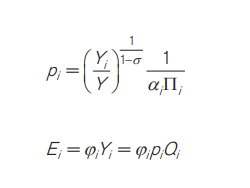 p_i = (Y_i / Y)^{1/(1-σ)} 1/(α_i Π_i)
E_i = φ_i Y_i = φ_i p_i Q_i